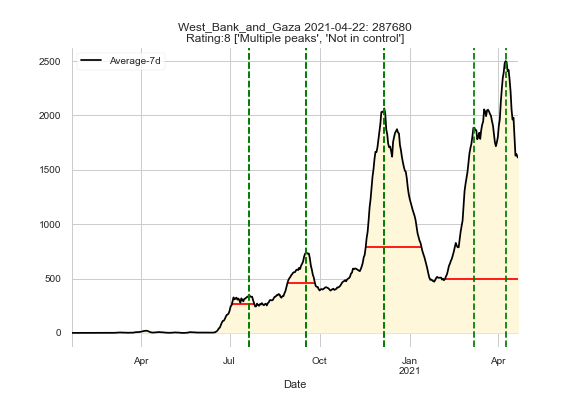 West_Bank_and_Gaza 2021-04-22: 287680
Rating:8 ['Multiple peaks', 'Not in control']
Average-7d
2500
2000
1500
1000
500
0
Apr Jul Oct Jan Apr
2021
Date